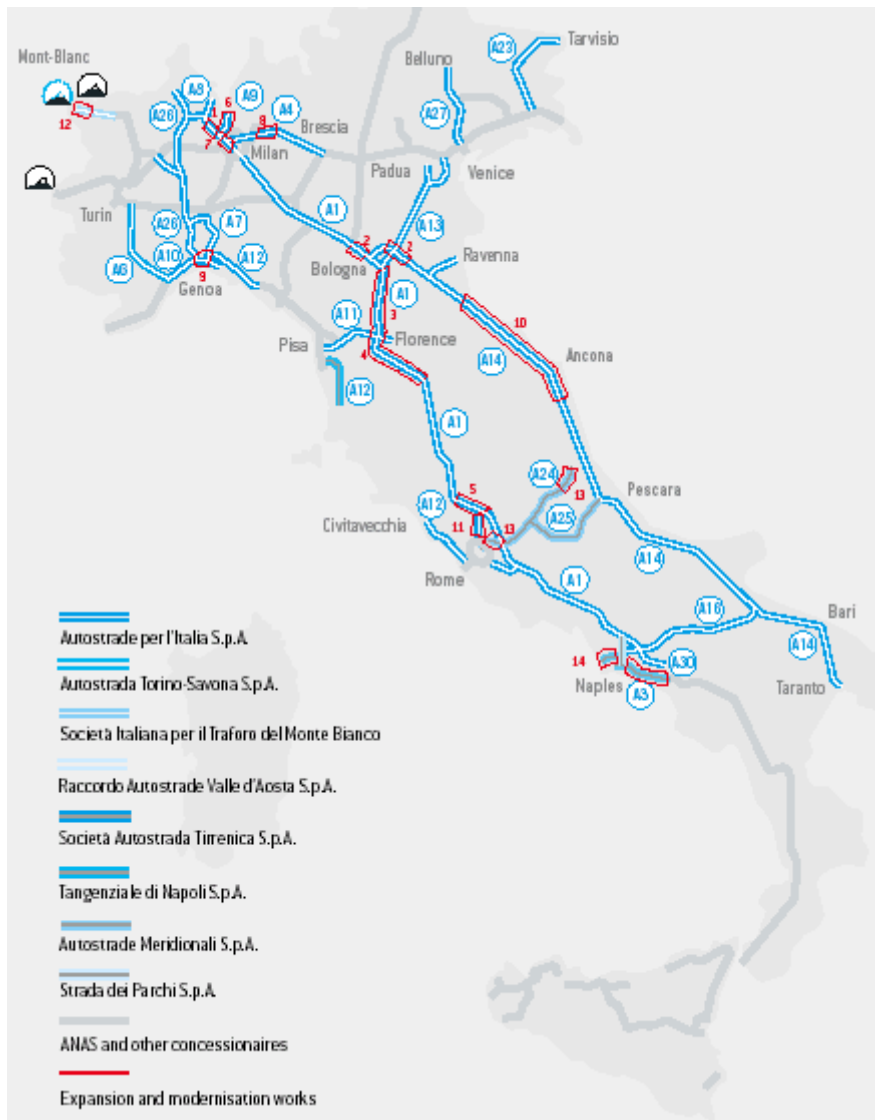 Mont-Blanc
Tarvisio
A23
Belluno
A8
A9
A26
6
A4
8
1
A27
Brescia
12
7
Milan
Padua
Venice
Turin
A26
A7
A1
A13
2
2
Ravenna
A10
A12
Bologna
A6
9
Genoa
A1
A11
3
10
Pisa
Florence
4
A14
Ancona
A12
A1
A24
5
13
Pescara
A12
A25
Civitavecchia
11
13
A14
Rome
A1
A16
Bari
14
A30
A14
Naples
A3
Taranto
Autostrade per l'Italia S.p.A.
Autostrada Torino-Savona S.p.A.
Società Italiana per il Traforo del Monte Bianco
Raccordo Autostrade Valle d'Aosta S.p.A.
Società Autostrada Tirrenica S.p.A.
Tangenziale di Napoli S.p.A.
Autostrade Meridionali S.p.A.
Strada dei Parchi S.p.A.
ANAS and other concessionaires
Expansion and modernisation works